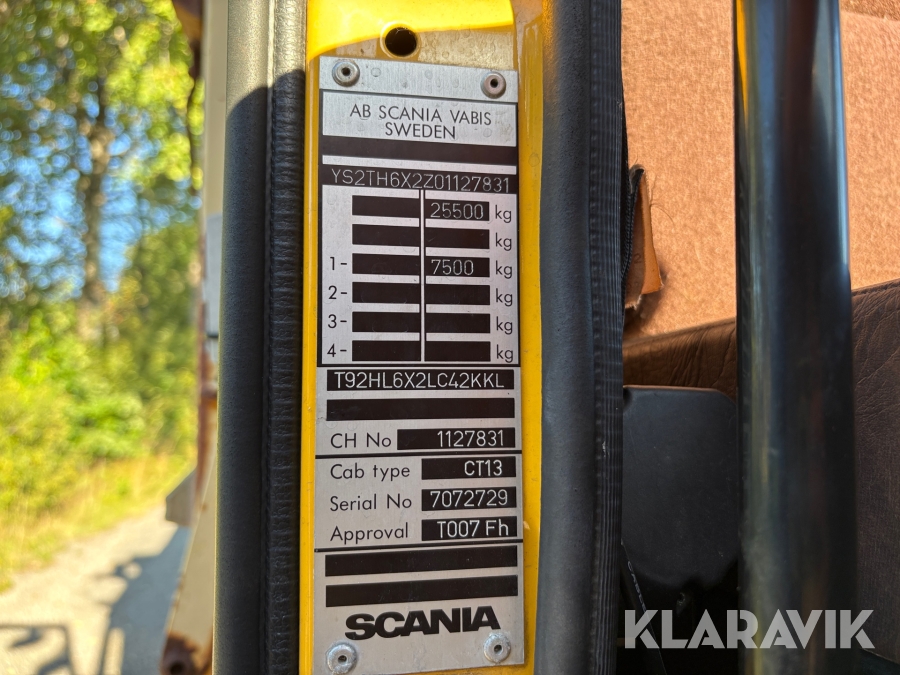 AB SCANIA VABIS
SWEDEN
YS2TH6X2Z01127831
25500 kg
kg
1- 7500 kg
2- kg
3- kg
4- kg
T92HL6X2LC42KKL
CH No 1127831
Cab type CT13
Serial No 7072729
Approval T007 Fh
SCANIA
KLARAVIK